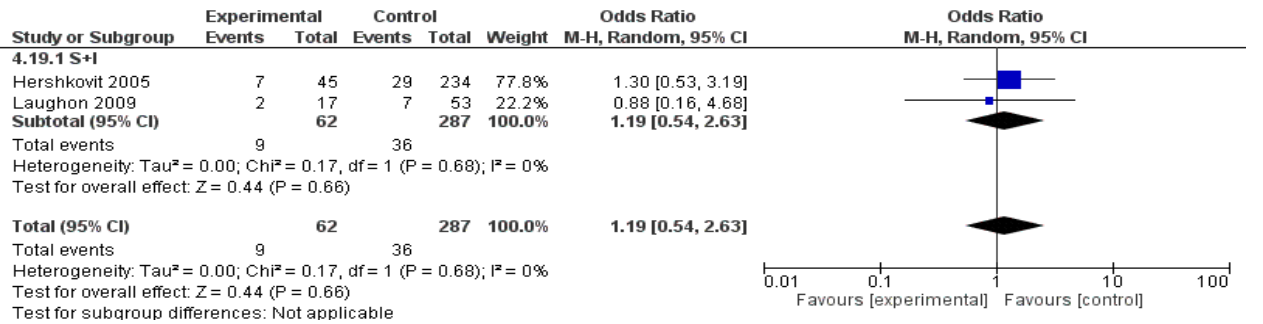 Experimental Control Odds Ratio Odds Ratio
Study or Subgroup Events Total Events Total Weight M-H, Random, 95% CI M-H, Random, 95% CI
4.19.1 S+I
Hershkovit 2005 7 45 29 234 77.8% 1.30 [0.53, 3.19]
Laughon 2009 2 17 7 53 22.2% 0.88 [0.16, 4.68]
Subtotal (95% CI) 62 287 100.0% 1.19 [0.54, 2.63]
Total events 9 36
Heterogeneity: Tau² = 0.00; Chi² = 0.17, df = 1 (P = 0.68); I² = 0%
Test for overall effect: Z = 0.44 (P = 0.66)
Total (95% CI) 62 287 100.0% 1.19 [0.54, 2.63]
Total events 9 36
Heterogeneity: Tau² = 0.00; Chi² = 0.17, df = 1 (P = 0.68); I² = 0%
Test for overall effect: Z = 0.44 (P = 0.66)
Test for subgroup differences: Not applicable
0.01 0.1 1 10 100
Favours [experimental] Favours [control]